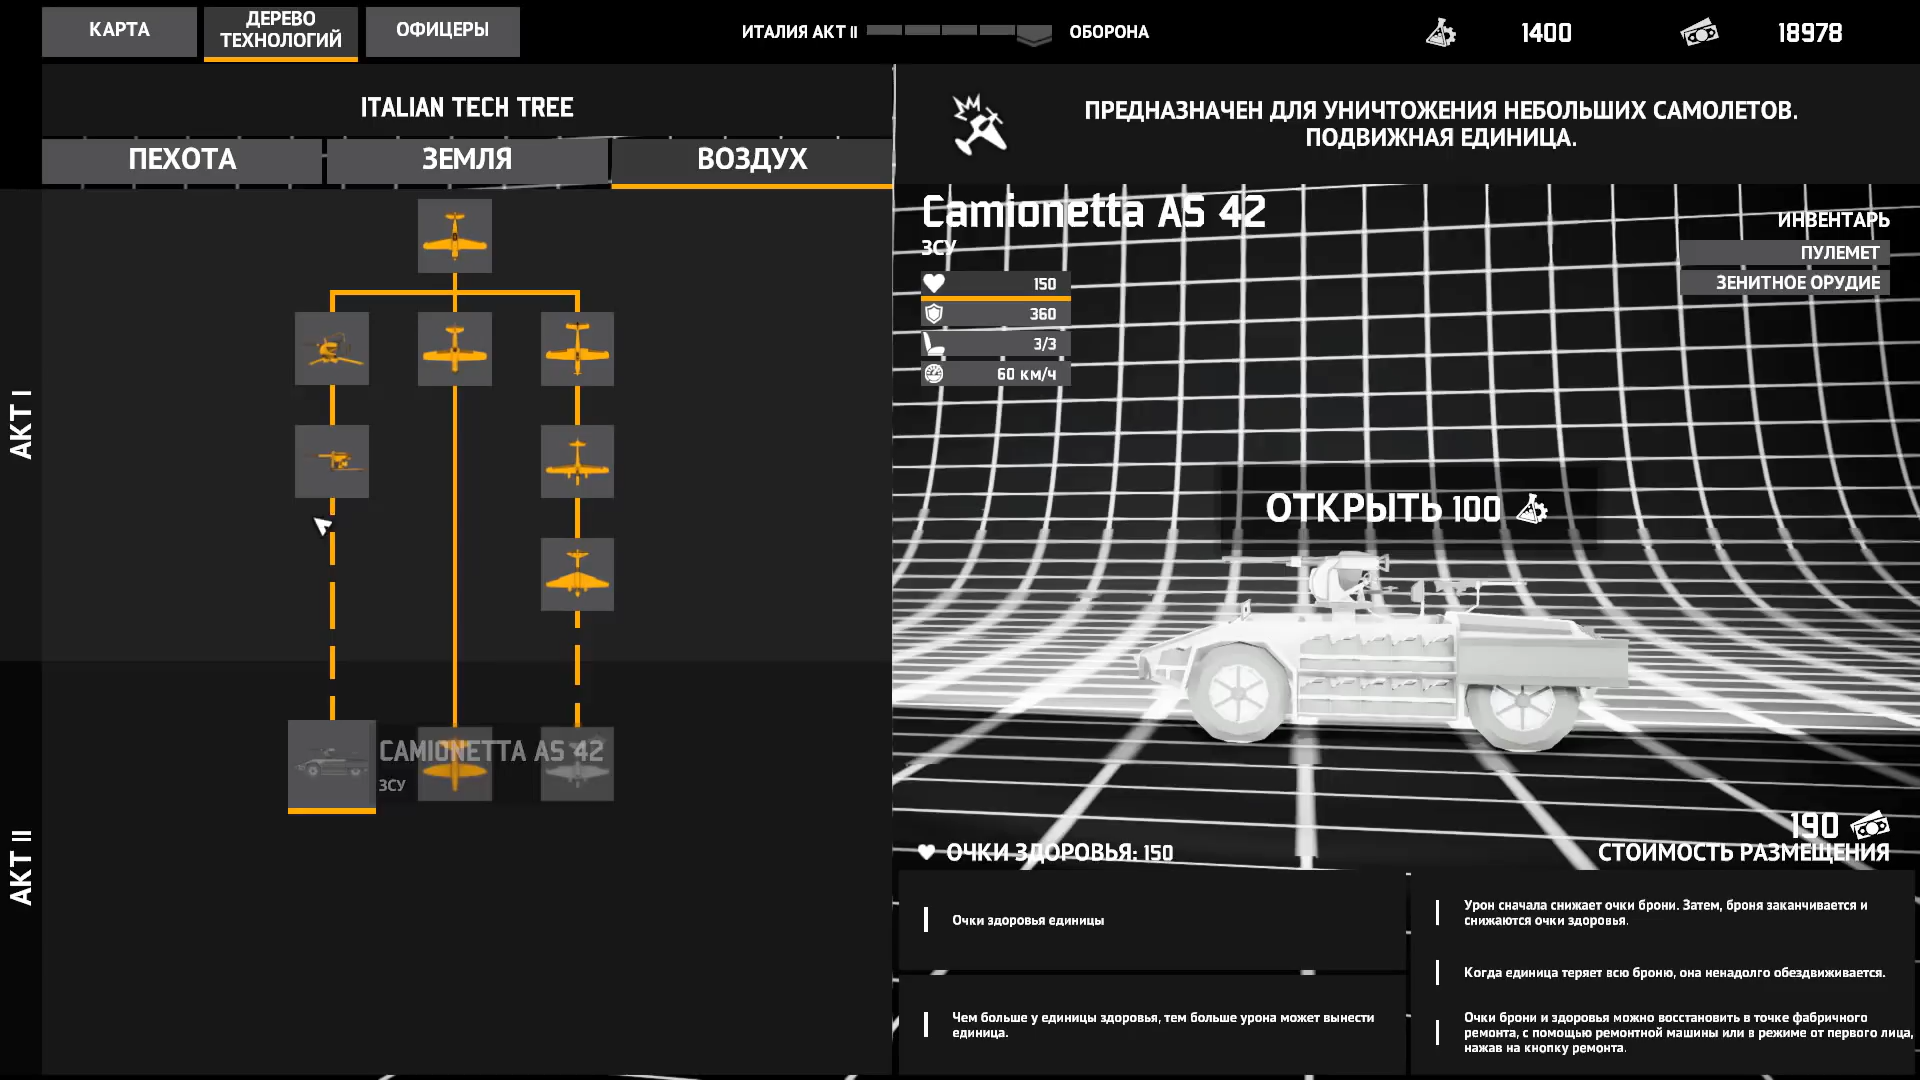 КАРТА
ДЕРЕВО
ТЕХНОЛОГИЙ
ОФИЦЕРЫ
ИТАЛИЯ АКТ II
ОБОРОНА
1400
18978
ITALIAN TECH TREE
ПЕХОТА
ЗЕМЛЯ
ВОЗДУХ
АКТ I
АКТ II
CAMIONETTA AS 42
ЗСУ
ПРЕДНАЗНАЧЕН ДЛЯ УНИЧТОЖЕНИЯ НЕБОЛЬШИХ САМОЛЕТОВ.
ПОДВИЖНАЯ ЕДИНИЦА.
Camionetta AS 42
ЗСУ
150
360
3/3
60 км/ч
ИНВЕНТАРЬ
ПУЛЕМЕТ
ЗЕНИТНОЕ ОРУДИЕ
ОТКРЫТЬ 100
190
СТОИМОСТЬ РАЗМЕЩЕНИЯ
ОЧКИ ЗДОРОВЬЯ: 150
Очки здоровья единицы
Чем больше у единицы здоровья, тем больше урона может вынести
единица.
Урон сначала снижает очки брони. Затем, броня заканчивается и
снижаются очки здоровья.
Когда единица теряет всю броню, она ненадолго обездвиживается.
Очки брони и здоровья можно восстановить в точке фабричного
ремонта, с помощью ремонтной машины или в режиме от первого лица,
нажав на кнопку ремонта.